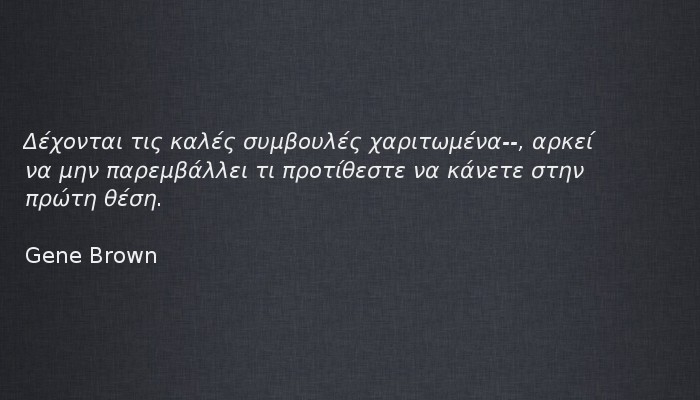 Δέχονται τις καλές συμβουλές χαριτωμένα--, αρκεί
να μην παρεμβάλλει τι προτίθεστε να κάνετε στην
πρώτη θέση.
Gene Brown